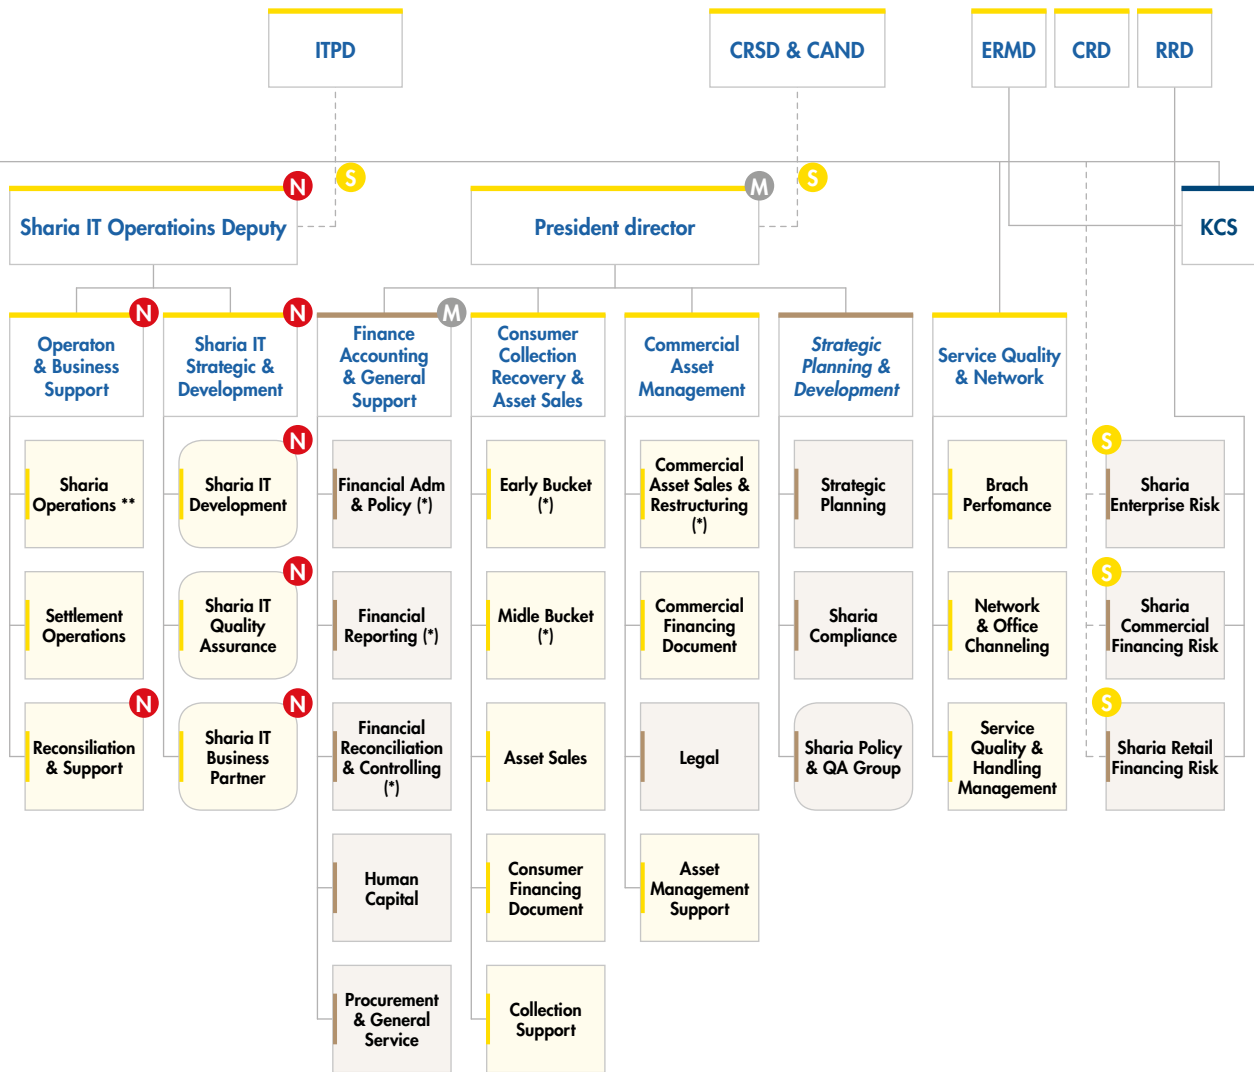 ITPD
CRSD & CAND
ERMD
CRD
RRD
N
S
M
S
Sharia IT Operatioins Deputy
President director
KCS
N
N
M
Operaton
& Business
Support
Sharia IT
Strategic &
Development
Finance
Accounting
& General
Support
Consumer
Collection
Recovery &
Asset Sales
Commercial
Asset
Management
Strategic
Planning &
Development
Service Quality
& Network
N
S
Sharia
Operations **
Sharia IT
Development
Financial Adm
& Policy (*)
Early Bucket
(*)
Commercial
Asset Sales &
Restructuring
(*)
Strategic
Planning
Brach
Perfomance
Sharia
Enterprise Risk
N
S
Settlement
Operations
Sharia IT
Quality
Assurance
Financial
Reporting (*)
Midle Bucket
(*)
Commercial
Financing
Document
Sharia
Compliance
Network
& Office
Channeling
Sharia
Commercial
Financing Risk
N
N
S
Reconsiliation
& Support
Sharia IT
Business
Partner
Financial
Reconciliation
& Controlling
(*)
Asset Sales
Legal
Sharia Policy
& QA Group
Service
Quality &
Handling
Management
Sharia Retail
Financing Risk
Human
Capital
Consumer
Financing
Document
Asset
Management
Support
Procurement
& General
Service
Collection
Support